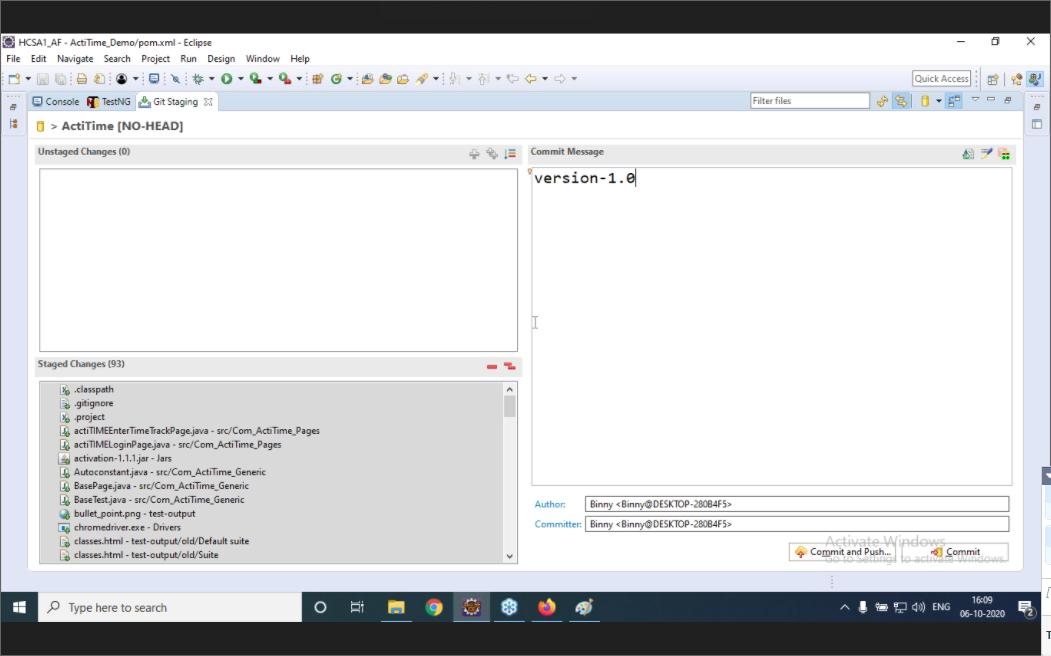 HCSA1_AF - ActiTime_Demo/pom.xml - Eclipse
File Edit Navigate Search Project Run Design Window Help
Quick Access
Console TestNG Git Staging
Filter files
> ActiTime [NO-HEAD]
Unstaged Changes (0)
Commit Message
version-1.0
Staged Changes (93)
.classpath
.gitignore
.project
actiTIMEEnterTimeTrackPage.java - src/Com_ActiTime_Pages
actiTIMELoginPage.java - src/Com_ActiTime_Pages
activation-1.1.1.jar - Jars
Autoconstant.java - src/Com_ActiTime_Generic
BasePage.java - src/Com_ActiTime_Generic
BaseTest.java - src/Com_ActiTime_Generic
bullet_point.png - test-output
chromedriver.exe - Drivers
classes.html - test-output/old/Default suite
classes.html - test-output/old/Suite
Author: Binny <Binny@DESKTOP-280B4F5>
Committer: Binny <Binny@DESKTOP-280B4F5>
Activate Windows
Commit and Push... Commit
Go to Settings to activate Windows.
Type here to search
ENG
16:09
06-10-2020
2